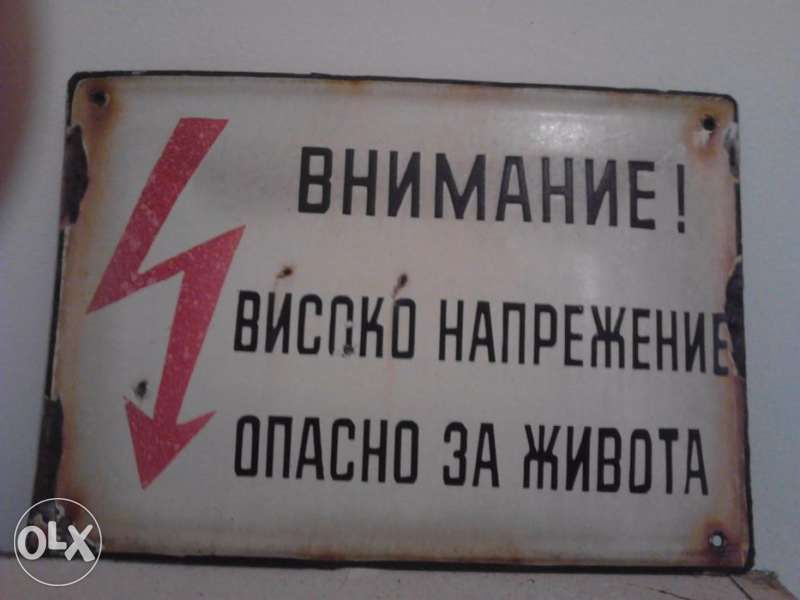 ВНИМАНИЕ!
ВИСОКО НАПРЕЖЕНИЕ
ОПАСНО ЗА ЖИВОТА
OLX